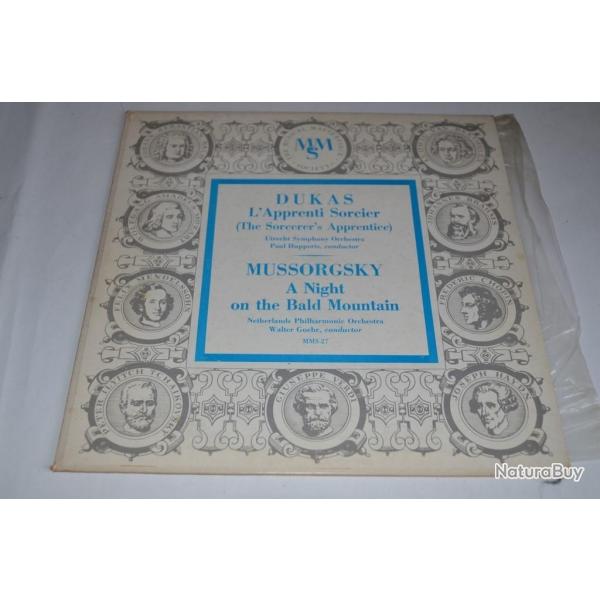 MMS
SOCIETY
DUKAS
L'Apprenti Sorcier
(The Sorcerer's Apprentice)
Utrecht Symphony Orchestra
Paul Hupperts, conductor
MUSSORGSKY
A Night
on the Bald Mountain
Netherlands Philharmonic Orchestra
Walter Goehr, conductor
MMS-27
FELIX MENDELSSOHN
FREDERIC CHOPIN
PETER ILYITCH TCHAIKOVSKY
GIUSEPPE VERDI
JOSEPH HAYDN
NaturaBuy